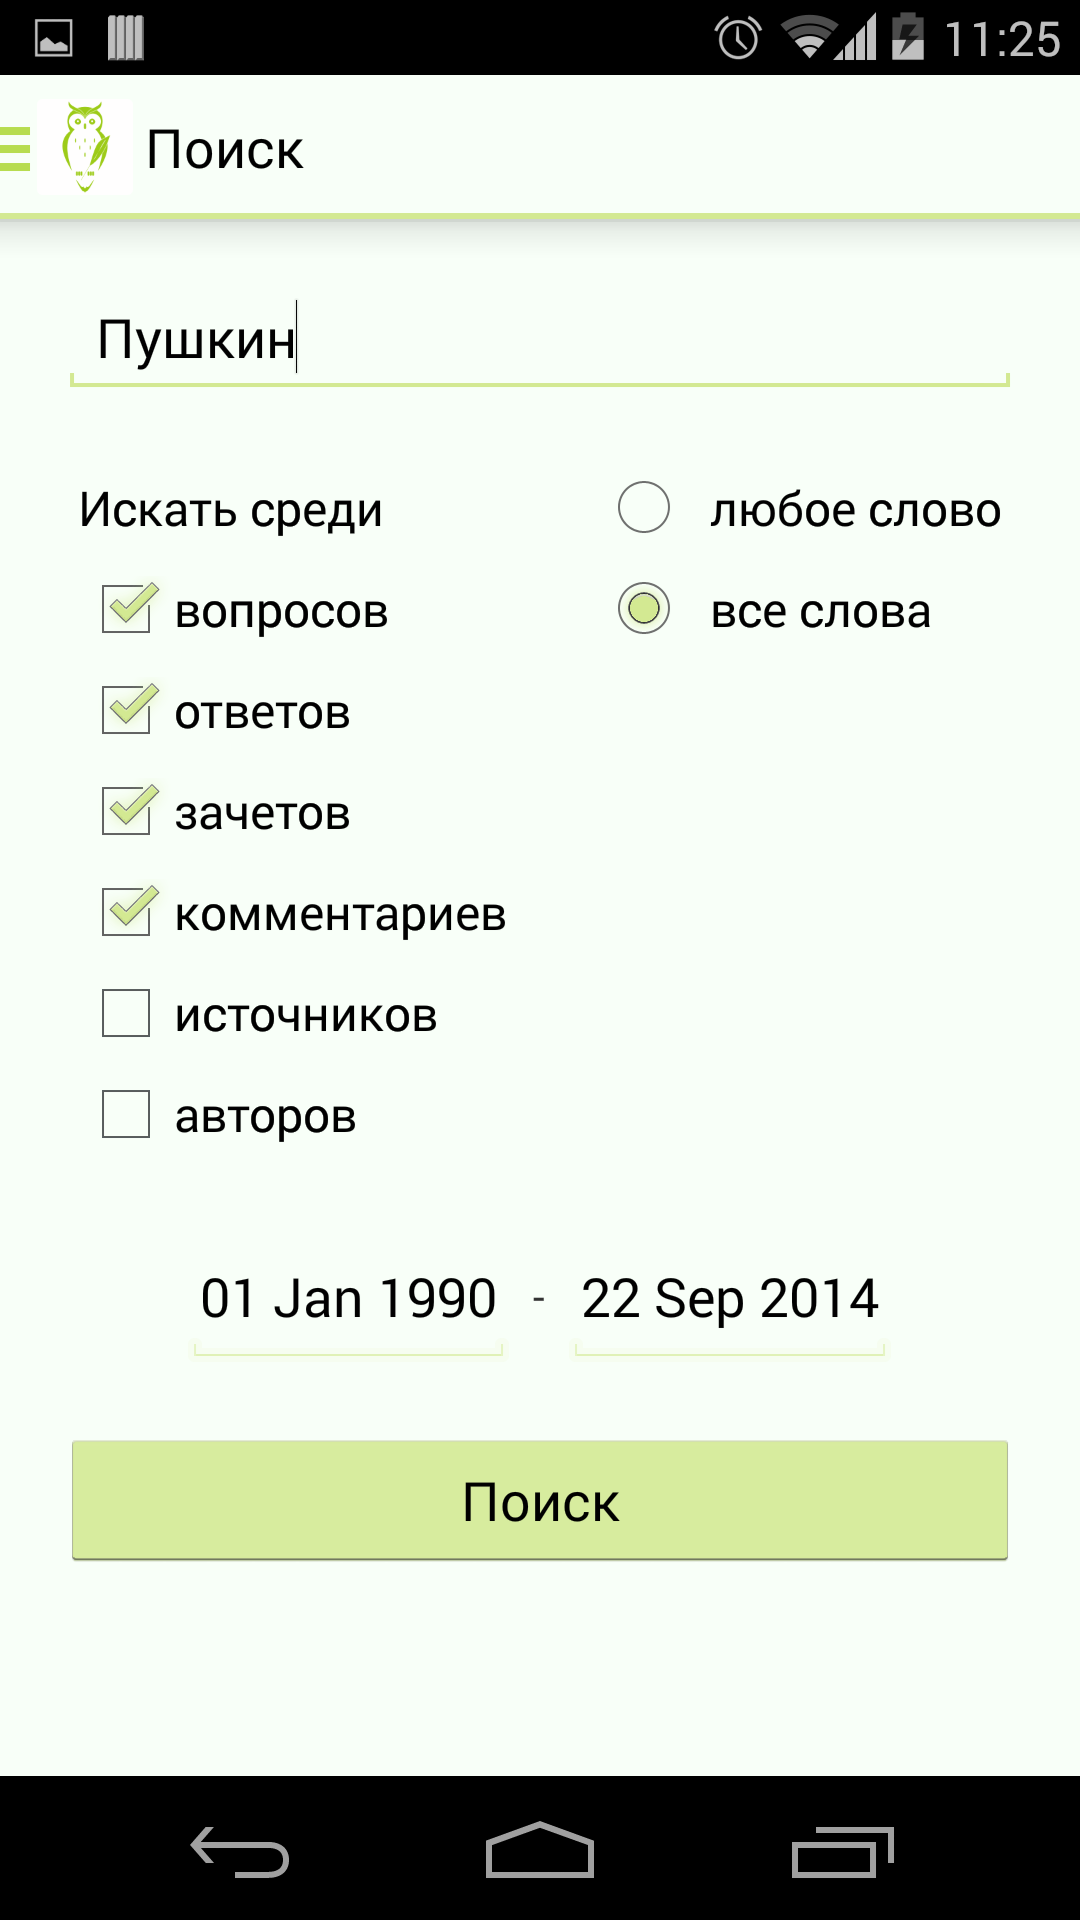 11:25
Поиск
Пушкин
Искать среди
любое слово
вопросов
все слова
ответов
зачетов
комментариев
источников
авторов
01 Jan 1990 - 22 Sep 2014
Поиск